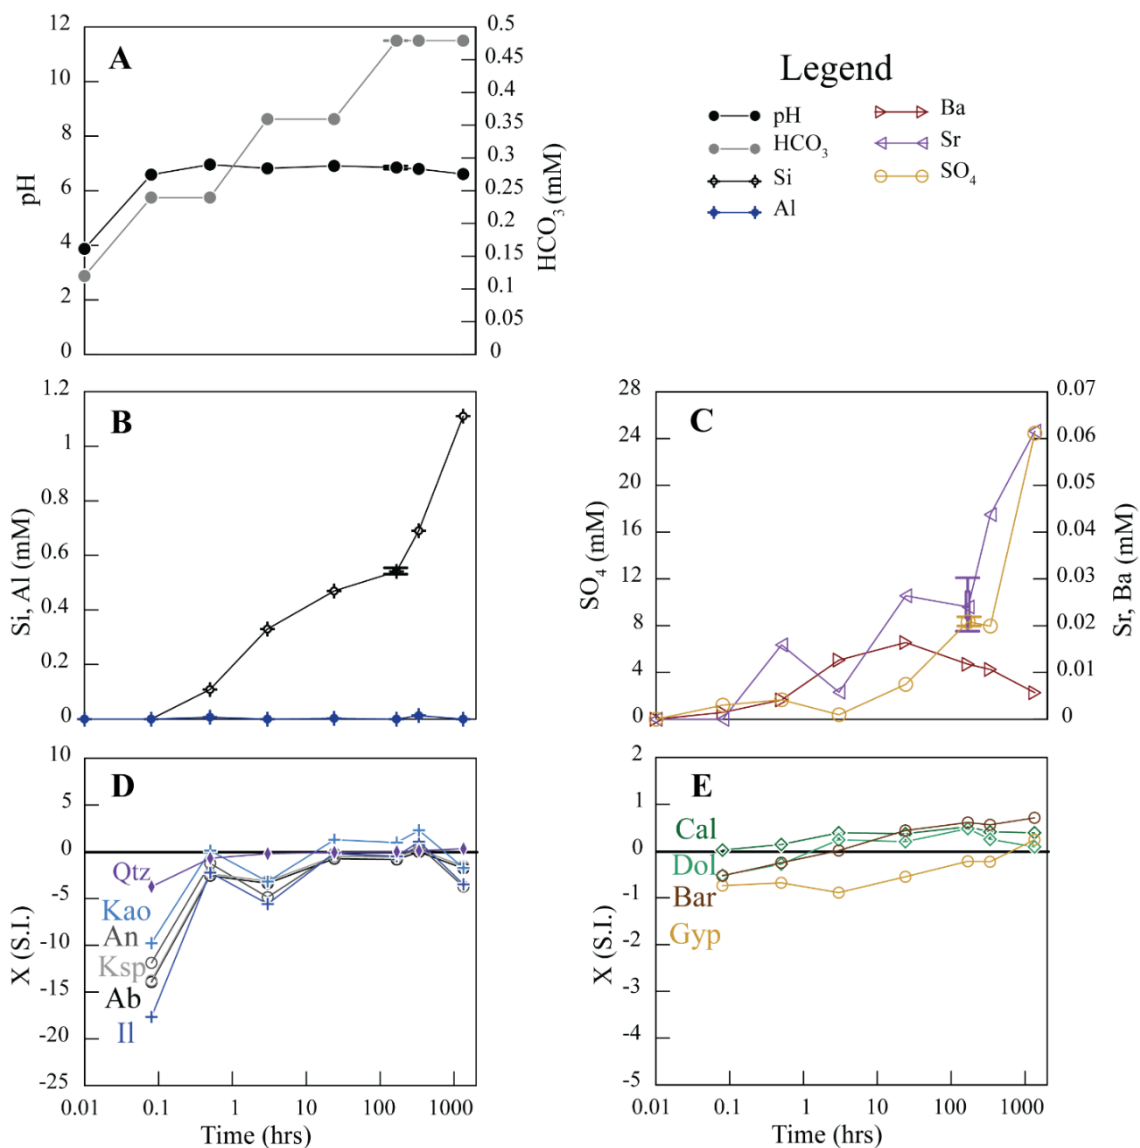 A
12
10
8
6
4
2
0
pH
0.5
0.45
0.4
0.35
0.3
0.25
0.2
0.15
0.1
0.05
0
HCO3 (mM)
Legend
pH
HCO3
Si
Al
Ba
Sr
SO4
B
1.2
1
0.8
0.6
0.4
0.2
0
Si, Al (mM)
C
28
24
20
16
12
8
4
0
SO4 (mM)
0.07
0.06
0.05
0.04
0.03
0.02
0.01
0
Sr, Ba (mM)
D
10
5
0
-5
-10
-15
-20
-25
X (S.I.)
Qtz
Kao
An
Ksp
Ab
Il
0.01 0.1 1 10 100 1000
Time (hrs)
E
2
1
0
-1
-2
-3
-4
-5
X (S.I.)
Cal
Dol
Bar
Gyp
0.01 0.1 1 10 100 1000
Time (hrs)